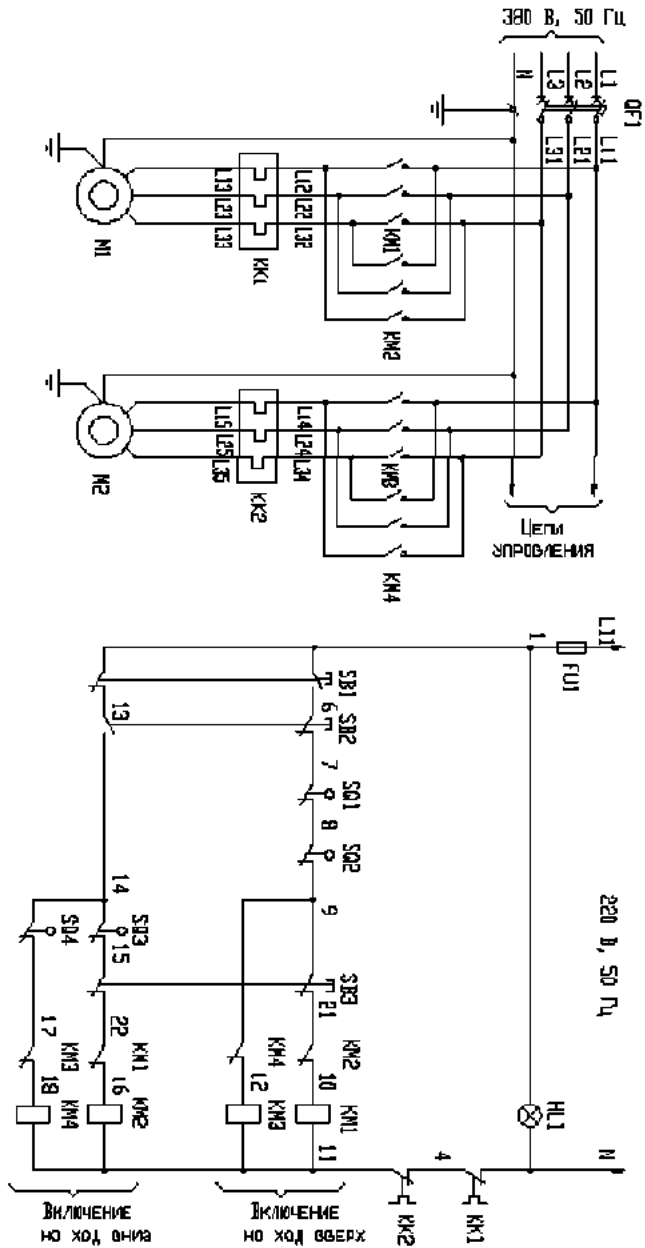 380 В, 50 Гц
L1
L2
L3
N
QF1
L11
L21
L31
L12
L22
L32
L13
L23
L33
KM1
KK1
M1
KM2
L14
L24
L34
L15
L25
L35
KM3
KK2
M2
KM4
Цепи
управления
L11
FU1
1
SB1
6
SB2
13
7
SQ1
8
SQ2
220 В, 50 Гц
9
14
SQ3
SQ4
15
SB3
21
22
17
KM2
KM4
KM1
KM3
10
12
16
18
HL1
KM1
KM3
KM2
KM4
11
4
N
KK1
KK2
Включение
на ход вверх
Включение
на ход вниз